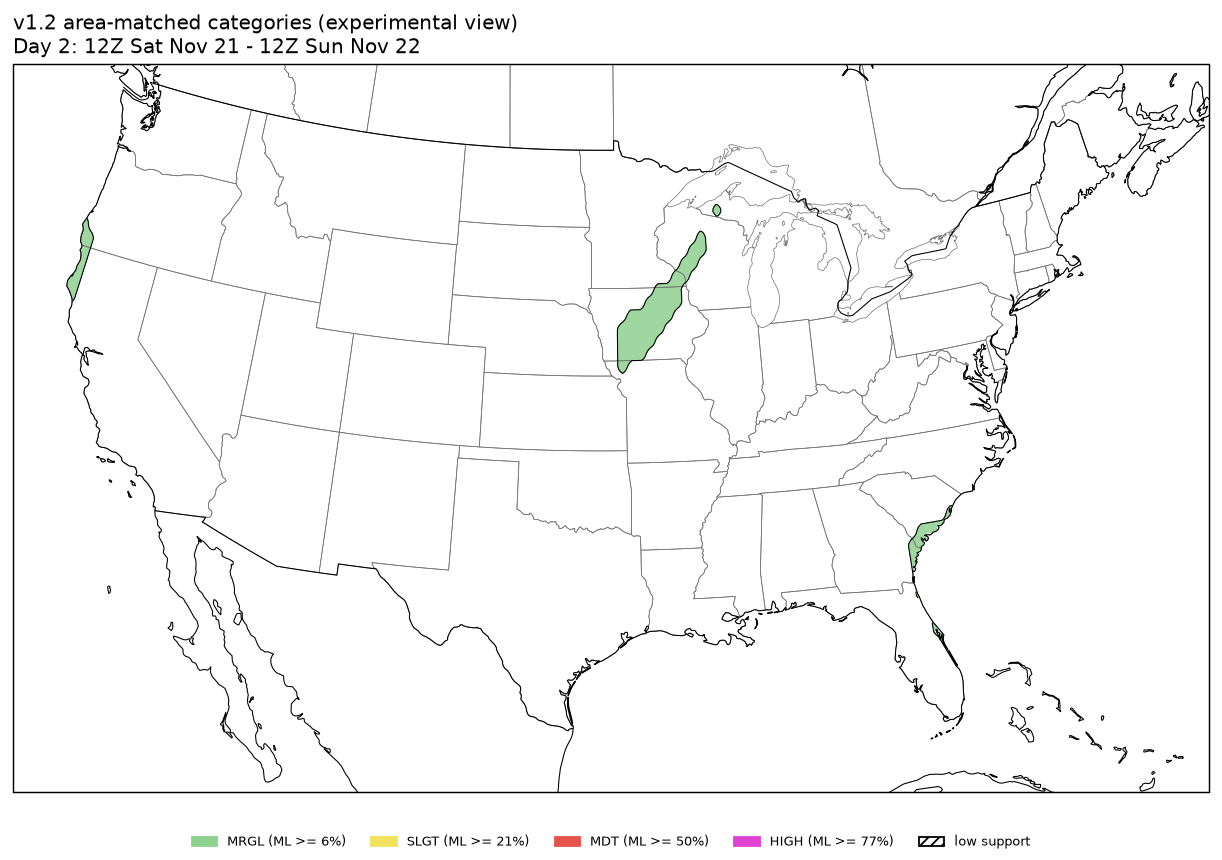 v1.2 area-matched categories (experimental view)
Day 2: 12Z Sat Nov 21 - 12Z Sun Nov 22
MRGL (ML >= 6%) SLGT (ML >= 21%) MDT (ML >= 50%) HIGH (ML >= 77%) low support